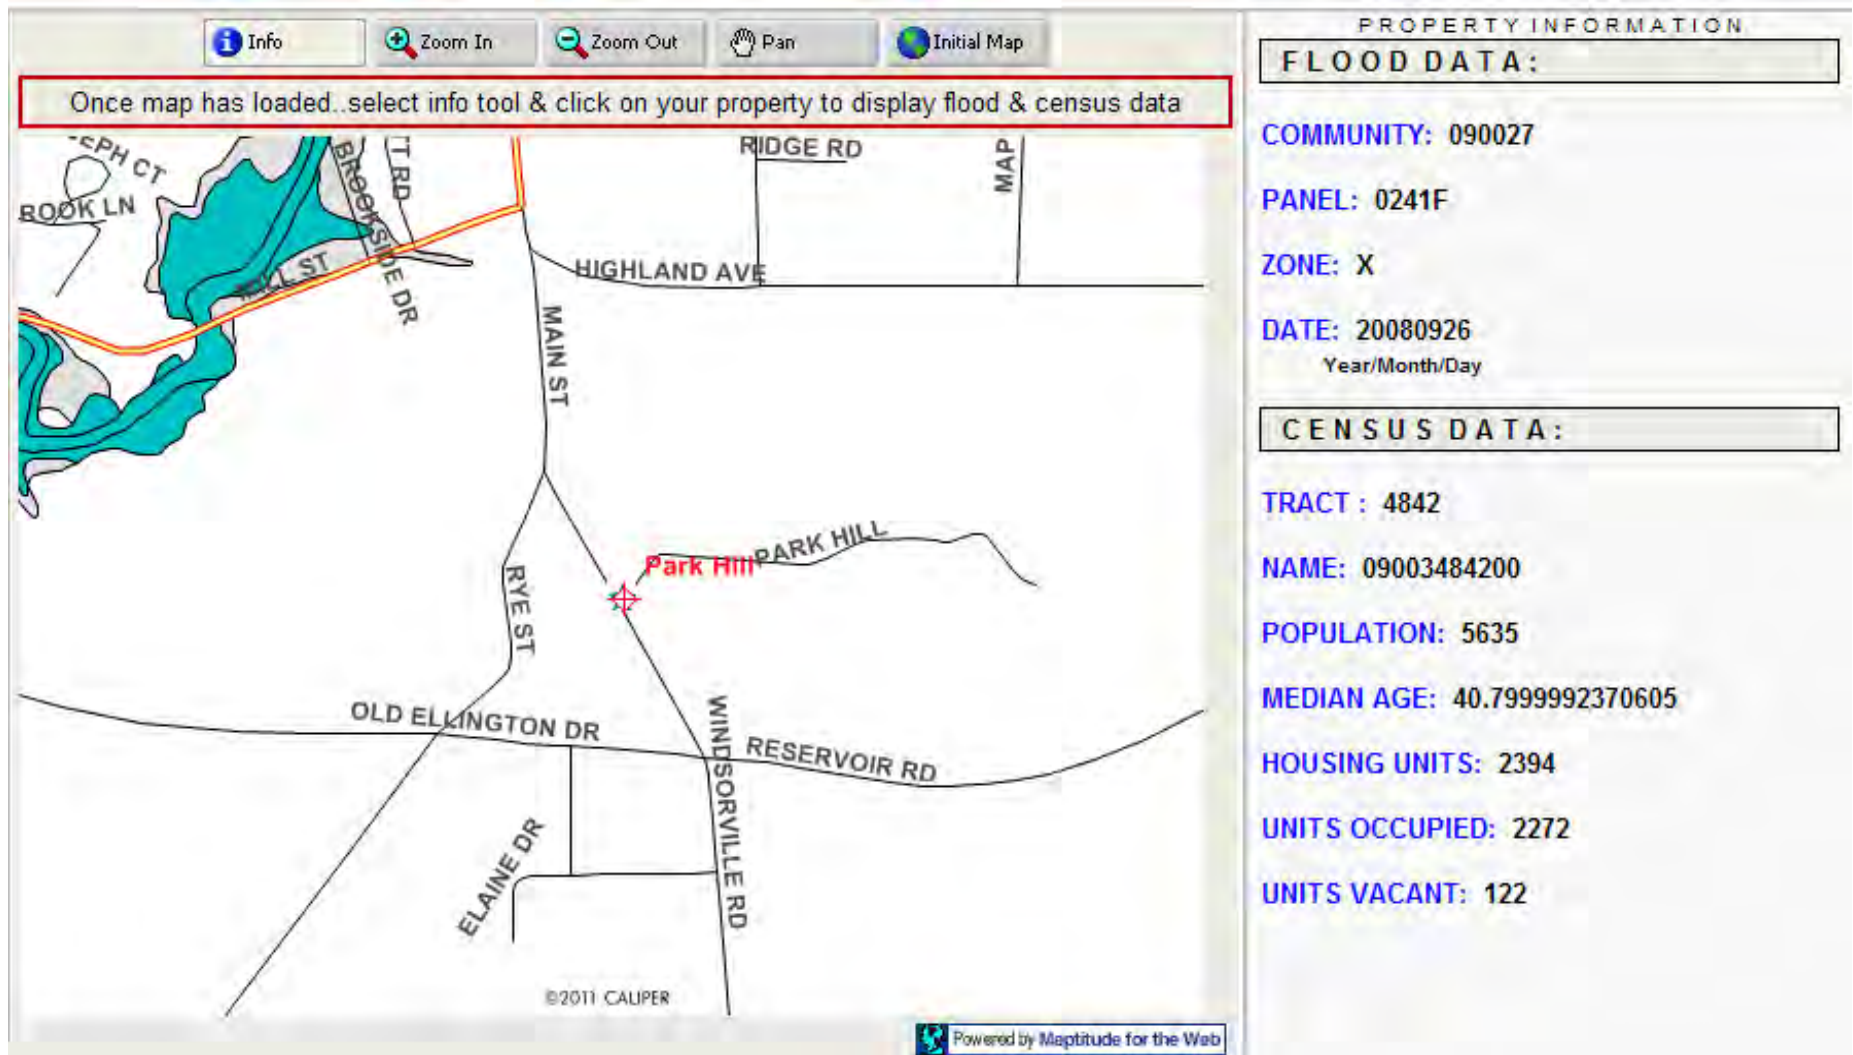 Info
Zoom In
Zoom Out
Pan
Initial Map
Once map has loaded..select info tool & click on your property to display flood & census data
EPH CT
ROOK LN
BROOKSIDE DR
TT RD
RIDGE RD
MAP
HIGHLAND AVE
MAIN ST
PARK HILL
Park Hill
RYE ST
OLD ELLINGTON DR
WINDSORVILLE RD
RESERVOIR RD
ELAINE DR
©2011 CALIPER
Powered by Maptitude for the Web
PROPERTY INFORMATION
FLOOD DATA:
COMMUNITY: 090027
PANEL: 0241F
ZONE: X
DATE: 20080926
Year/Month/Day
CENSUS DATA:
TRACT : 4842
NAME: 09003484200
POPULATION: 5635
MEDIAN AGE: 40.7999992370605
HOUSING UNITS: 2394
UNITS OCCUPIED: 2272
UNITS VACANT: 122